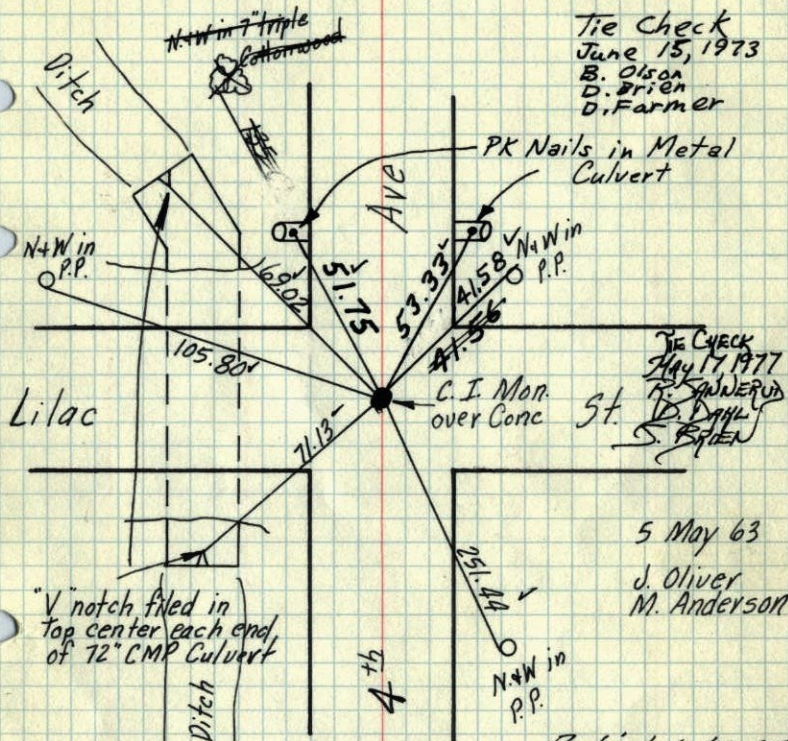 N.+W in 7" triple
Cottonwood
Tie Check
June 15, 1973
B. Olson
D. Brien
D. Farmer
Ditch
PK Nails in Metal
Culvert
Ave
N+W in
P.P.
N+W in
P.P.
69.02
51.75
53.33
41.58
41.56
105.80
TIE CHECK
MAY 17 1977
D. DAHL
S. BRIEN
Lilac
C. I. Mon.
over Conc
St.
71.13
5 May 63
J. Oliver
M. Anderson
251.44
"V" notch filed in
Top center each end
of 72" CMP Culvert
N.+W in
P.P.
4th
Ditch